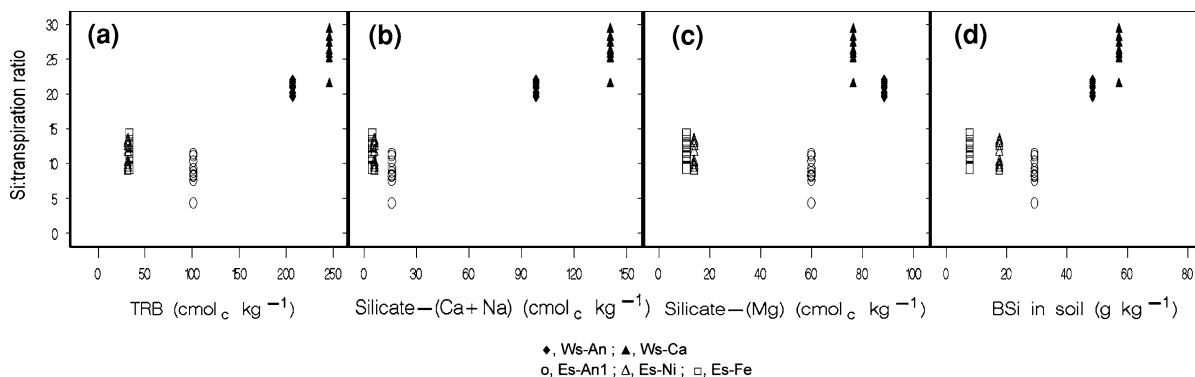 (a) (b) (c) (d)
Si:transpiration ratio
30
25
20
15
10
5
0
0 50 100 150 200 250
0 30 60 90 120 150
0 20 40 60 80 100
0 20 40 60 80
TRB (cmol_c kg⁻¹) Silicate—(Ca+Na) (cmol_c kg⁻¹) Silicate—(Mg) (cmol_c kg⁻¹) BSi in soil (g kg⁻¹)
♦, Ws-An ; ▲, Ws-Ca
o, Es-An1 ; Δ, Es-Ni ; □, Es-Fe